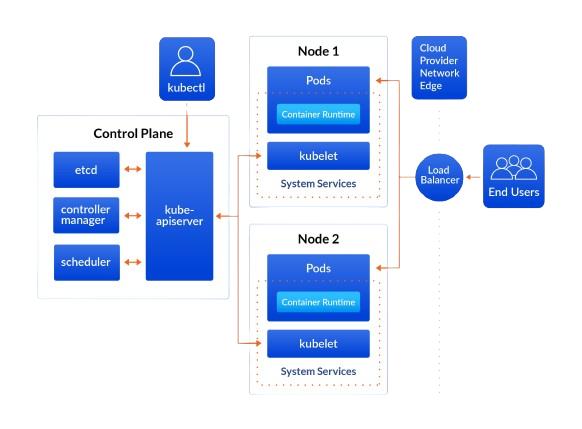 kubectl
Control Plane
etcd
controller
manager
scheduler
kube-
apiserver
Node 1
Pods
Container Runtime
kubelet
System Services
Node 2
Pods
Container Runtime
kubelet
System Services
Cloud
Provider
Network
Edge
Load
Balancer
End Users